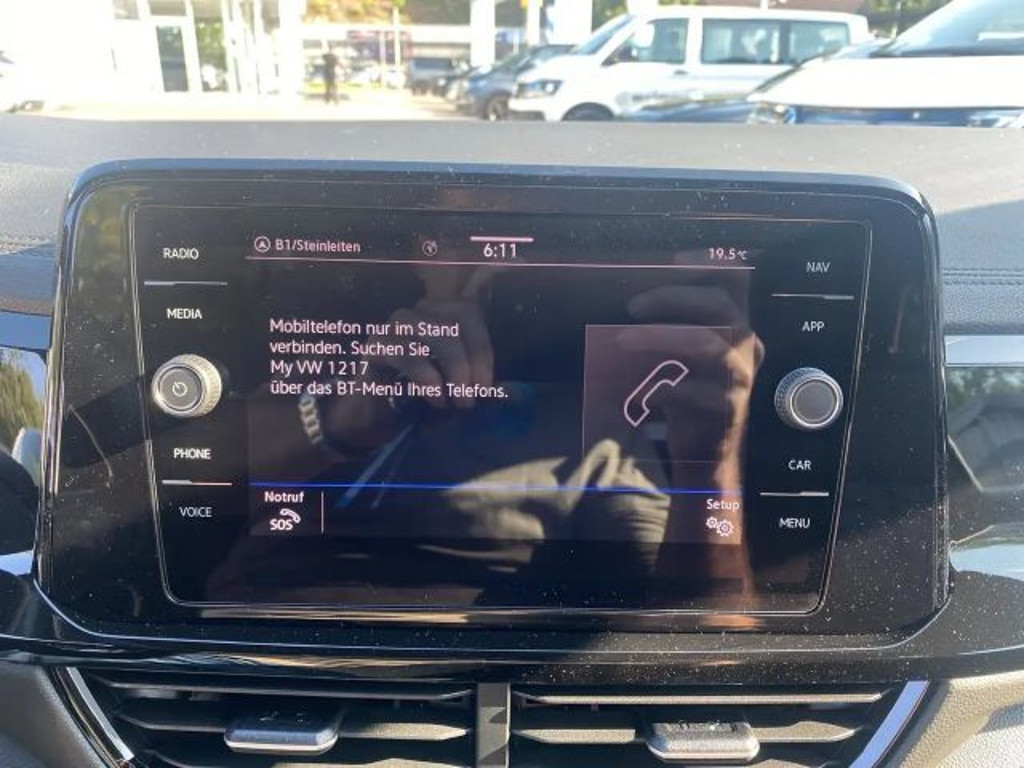 B1/Steinleiten
6:11
19.5°C
RADIO
MEDIA
PHONE
VOICE
Mobiltelefon nur im Stand
verbinden. Suchen Sie
My VW 1217
über das BT-Menü Ihres Telefons.
Notruf
SOS
Setup
NAV
APP
CAR
MENU